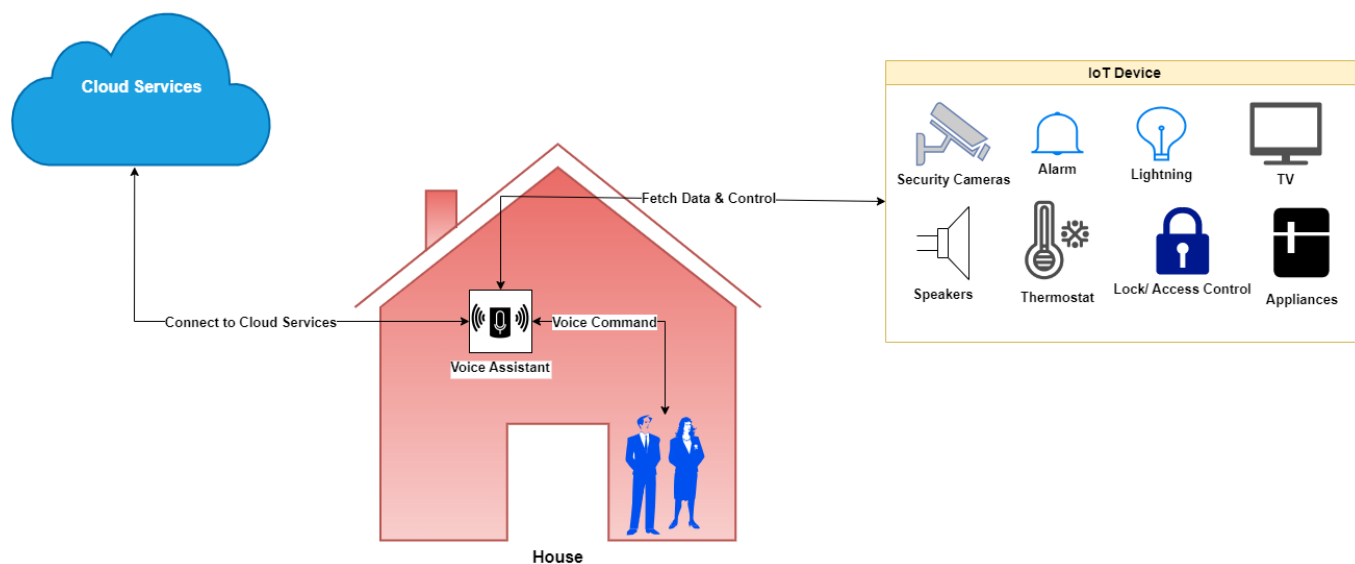 Cloud Services
IoT Device
Security Cameras
Alarm
Lightning
TV
Speakers
Thermostat
Lock/ Access Control
Appliances
Fetch Data & Control
Connect to Cloud Services
Voice Command
Voice Assistant
House